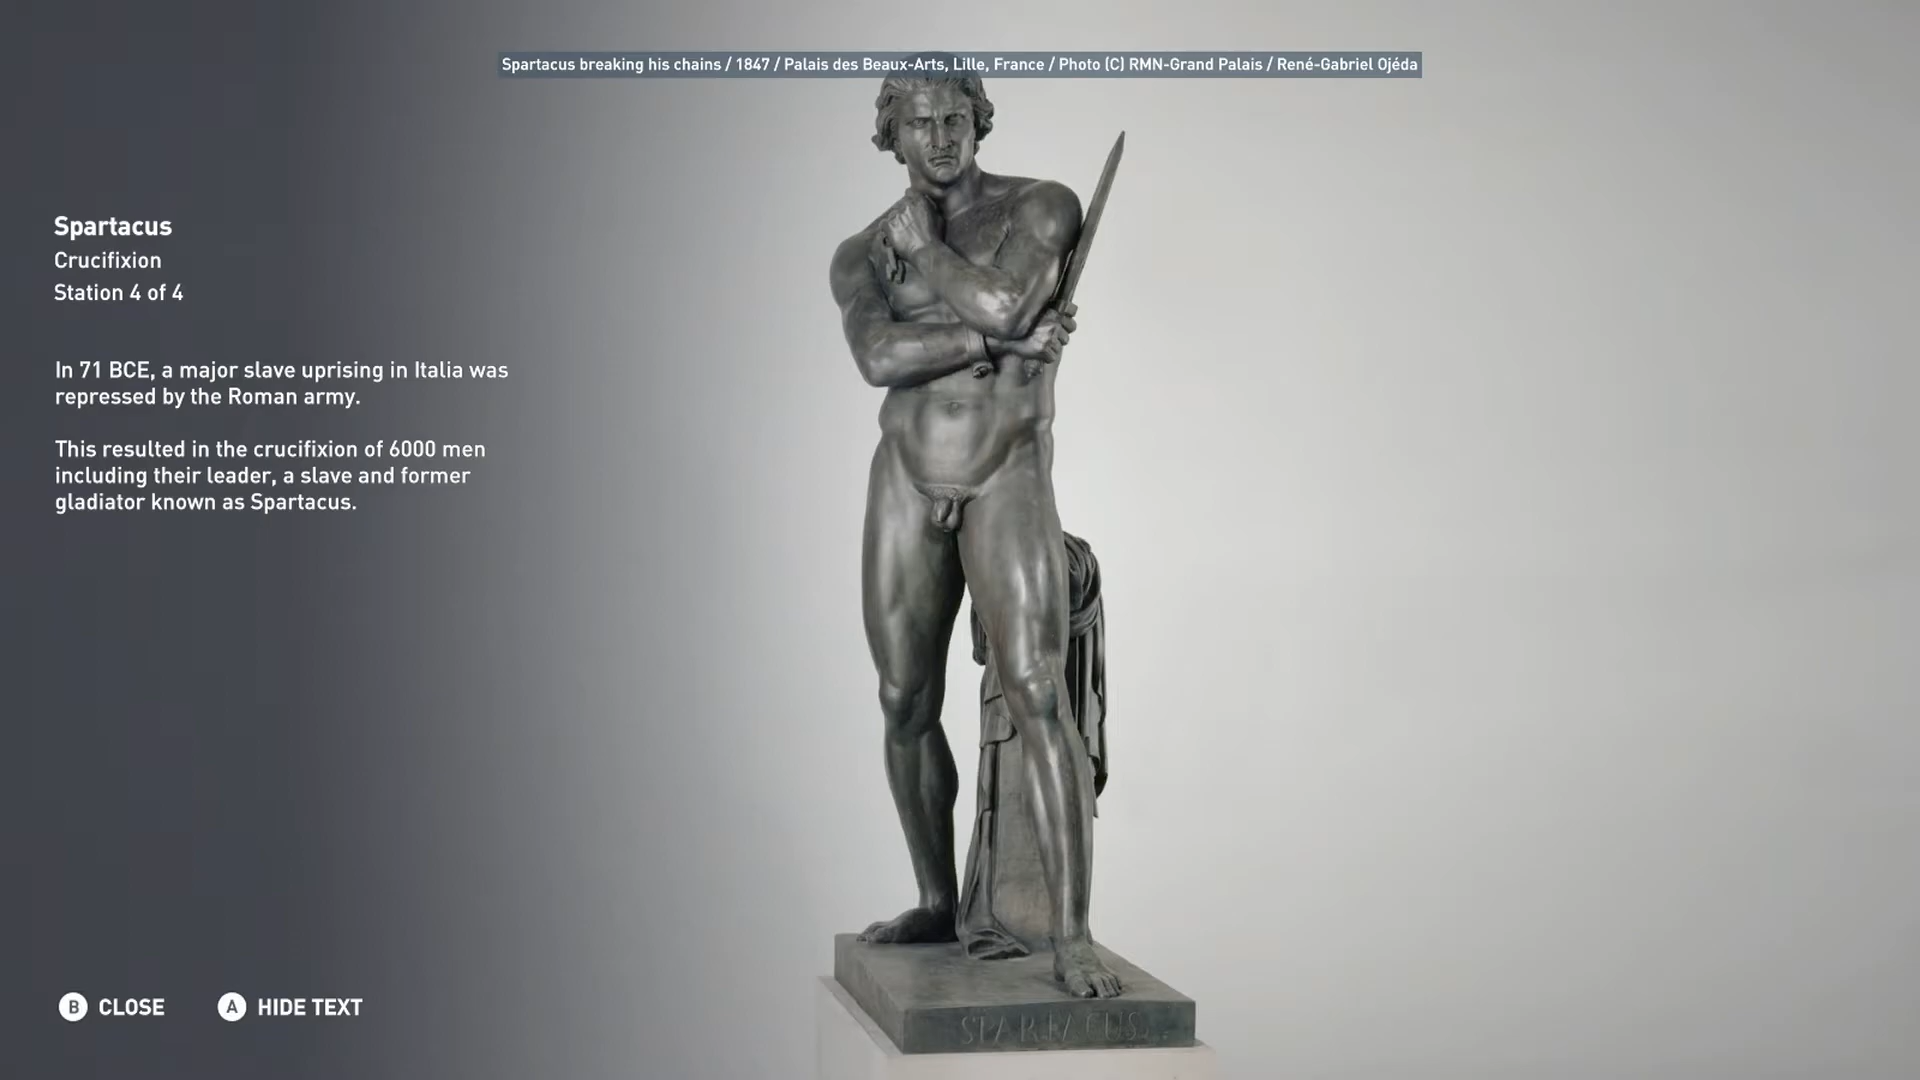 Spartacus breaking his chains / 1847 / Palais des Beaux-Arts, Lille, France / Photo (C) RMN-Grand Palais / René-Gabriel Ojéda
Spartacus
Crucifixion
Station 4 of 4
In 71 BCE, a major slave uprising in Italia was
repressed by the Roman army.
This resulted in the crucifixion of 6000 men
including their leader, a slave and former
gladiator known as Spartacus.
SPARTACUS
B CLOSE A HIDE TEXT